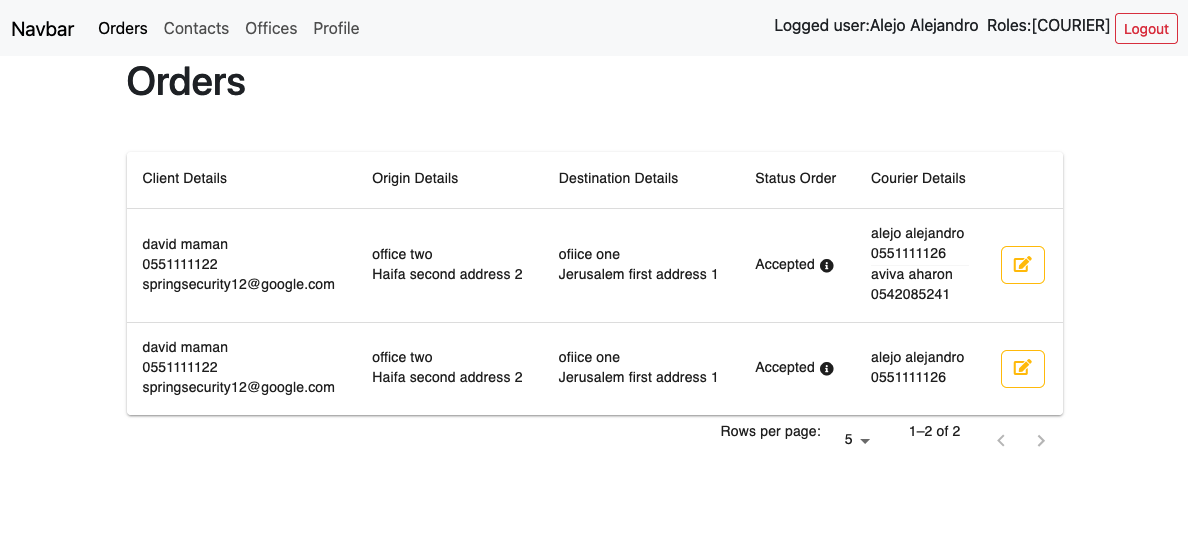 Navbar Orders Contacts Offices Profile Logged user:Alejo Alejandro Roles:[COURIER] Logout
Orders
Client Details Origin Details Destination Details Status Order Courier Details
david maman
0551111122
springsecurity12@google.com
office two
Haifa second address 2
ofiice one
Jerusalem first address 1
Accepted
alejo alejandro
0551111126
aviva aharon
0542085241
david maman
0551111122
springsecurity12@google.com
office two
Haifa second address 2
ofiice one
Jerusalem first address 1
Accepted
alejo alejandro
0551111126
Rows per page: 5 1–2 of 2